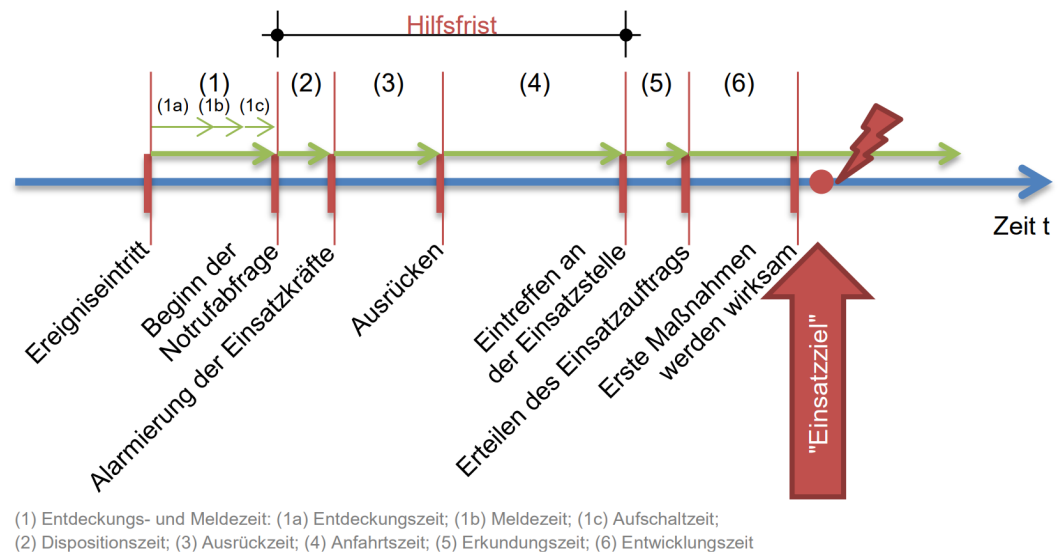 Hilfsfrist
(1)
(2)
(3)
(4)
(5)
(6)
(1a)
(1b)
(1c)
Zeit t
Ereigniseintritt
Beginn der
Notrufabfrage
Alarmierung der Einsatzkräfte
Ausrücken
Eintreffen an
der Einsatzstelle
Erteilen des Einsatzauftrags
Erste Maßnahmen
werden wirksam
"Einsatzziel"
(1) Entdeckungs- und Meldezeit: (1a) Entdeckungszeit; (1b) Meldezeit; (1c) Aufschaltzeit;
(2) Dispositionszeit; (3) Ausrückzeit; (4) Anfahrtszeit; (5) Erkundungszeit; (6) Entwicklungszeit